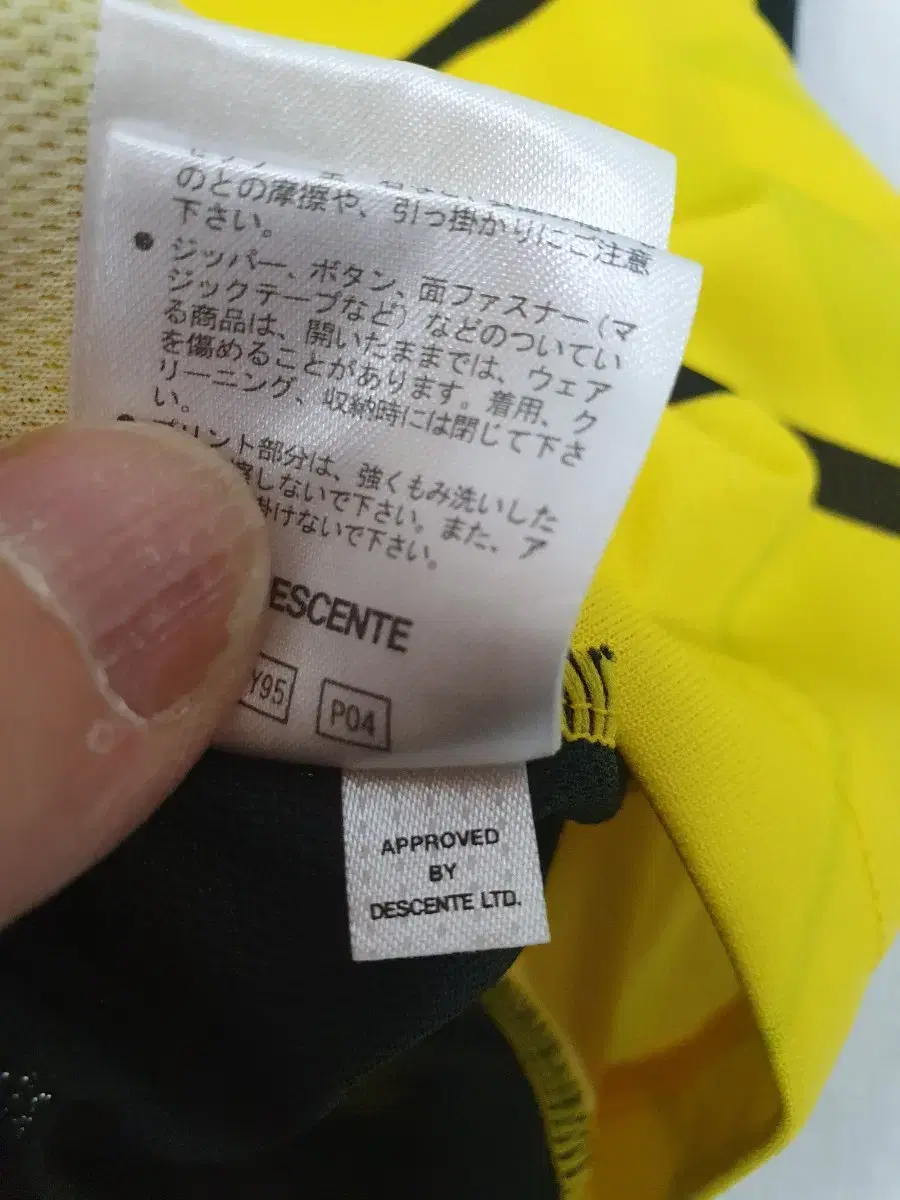 のとの摩擦や、引っ掛かりにご注意
下さい。
● ジッパー、ボタン、面ファスナー(マ
ジックテープなど)などのついてい
る商品は、開いたままでは、ウェア
を傷めることがあります。着用、ク
リーニング、収納時には閉じて下さ
い。
プリント部分は、強くもみ洗いした
しないで下さい。また、ア
掛けないで下さい。
ESCENTE
Y95 P04
APPROVED
BY
DESCENTE LTD.